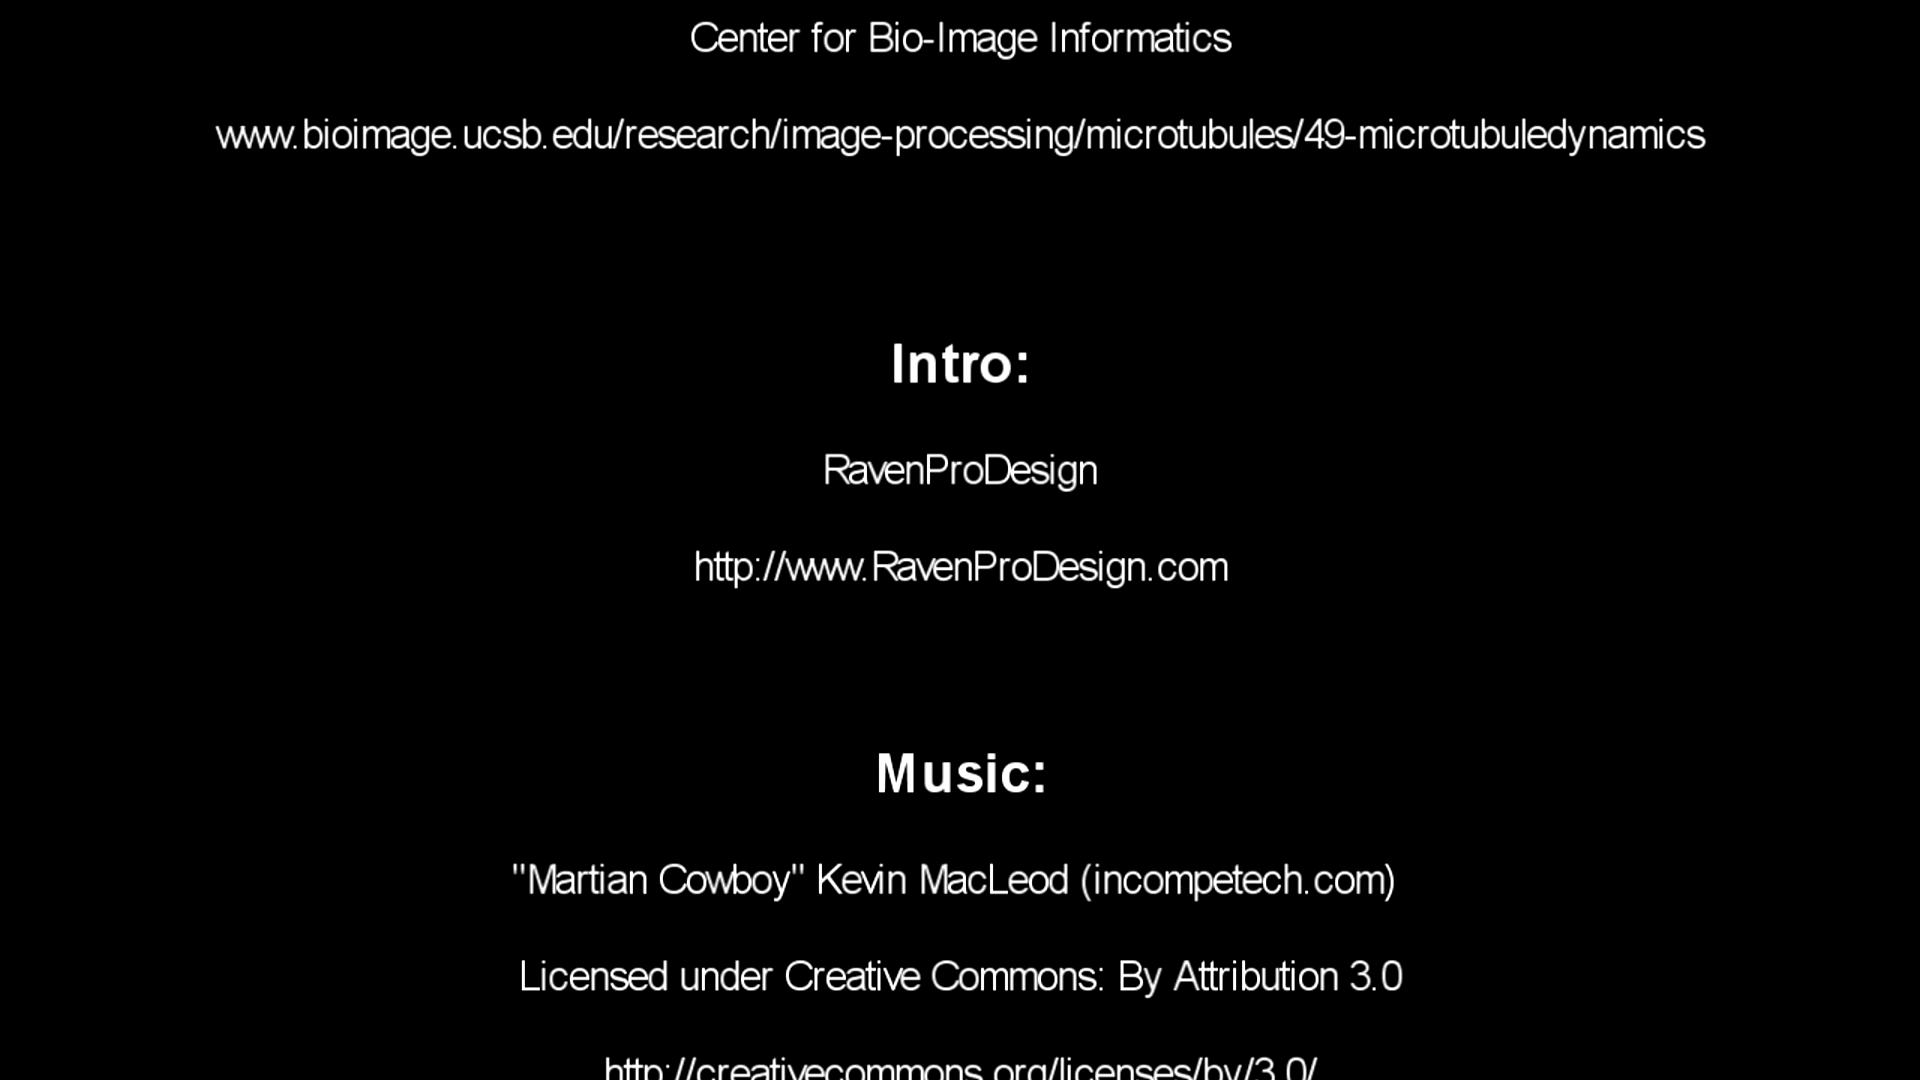 Center for Bio-Image Informatics
www.bioimage.ucsb.edu/research/image-processing/microtubules/49-microtubuledynamics
Intro:
RavenProDesign
http://www.RavenProDesign.com
Music:
"Martian Cowboy" Kevin MacLeod (incompetech.com)
Licensed under Creative Commons: By Attribution 3.0
http://creativecommons.org/licenses/by/3.0/